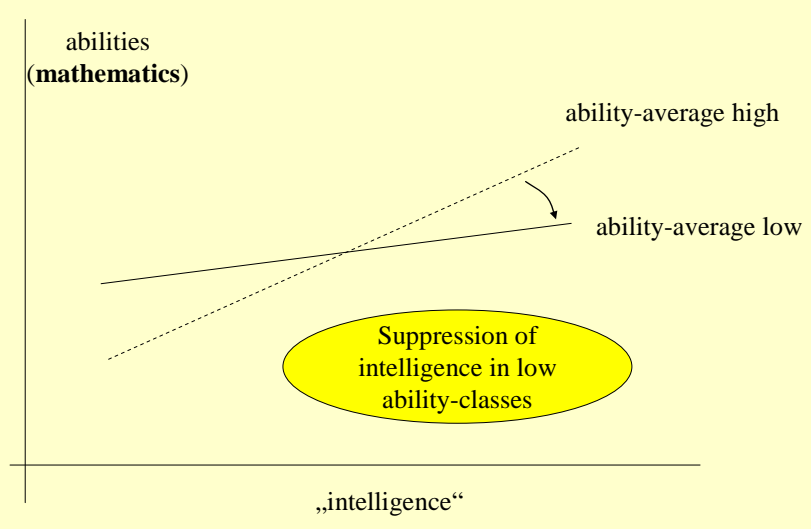 abilities
(mathematics)
ability-average high
ability-average low
Suppression of
intelligence in low
ability-classes
„intelligence“